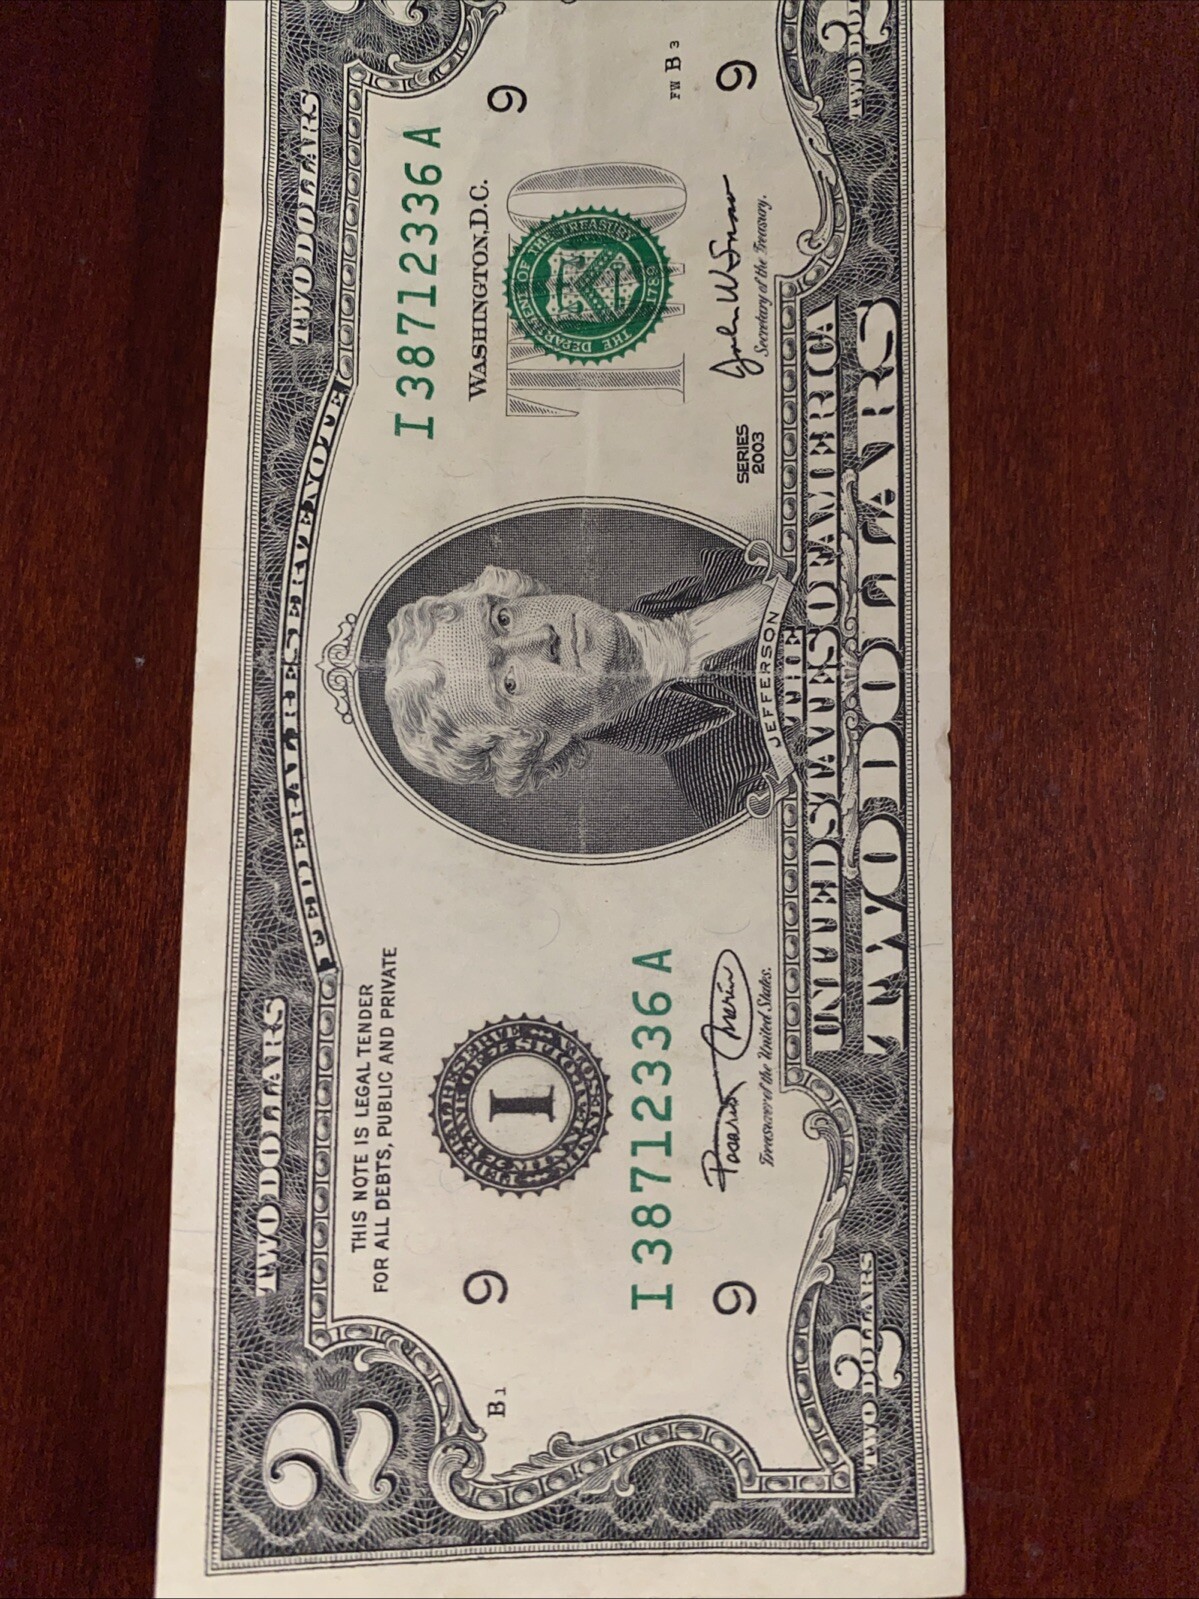 FEDERAL RESERVE NOTE
TWO DOLLARS
TWO DOLLARS
2
THIS NOTE IS LEGAL TENDER
FOR ALL DEBTS, PUBLIC AND PRIVATE
I 38712336 A
B1
9
9
WASHINGTON, D.C.
I
TWO
THE DEPARTMENT OF THE TREASURY
1789
I 38712336 A
FW B 3
9
9
Treasurer of the United States.
SERIES
2003
Secretary of the Treasury.
JEFFERSON
THE
UNITED STATES OF AMERICA
2
TWO DOLLARS
TWO DOLLARS
2